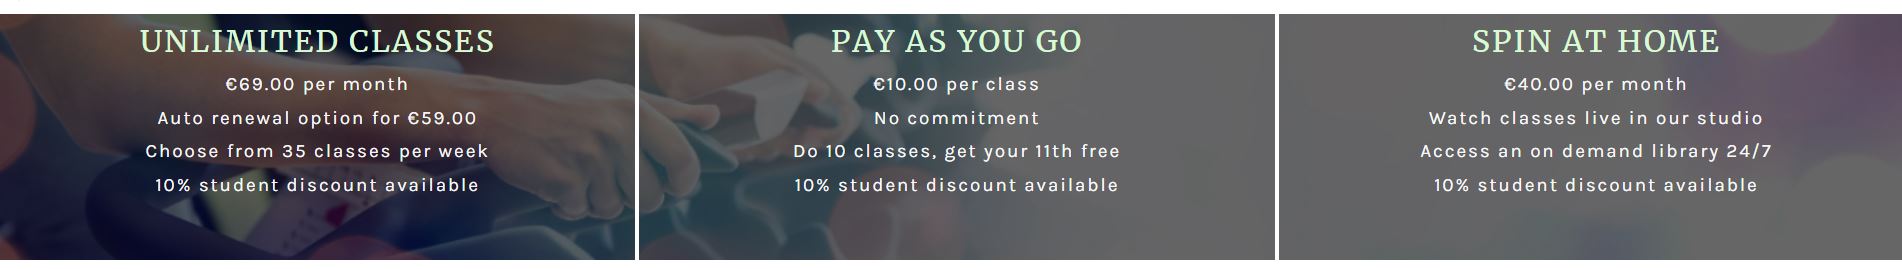 UNLIMITED CLASSES
€69.00 per month
Auto renewal option for €59.00
Choose from 35 classes per week
10% student discount available
PAY AS YOU GO
€10.00 per class
No commitment
Do 10 classes, get your 11th free
10% student discount available
SPIN AT HOME
€40.00 per month
Watch classes live in our studio
Access an on demand library 24/7
10% student discount available